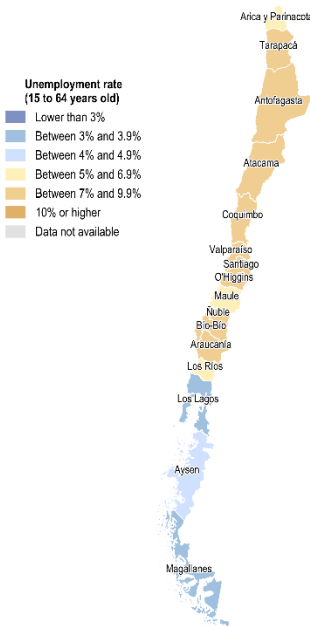 Arica y Parinacota
Tarapacá
Unemployment rate
(15 to 64 years old)
Lower than 3%
Between 3% and 3.9%
Between 4% and 4.9%
Between 5% and 6.9%
Between 7% and 9.9%
10% or higher
Data not available
Antofagasta
Atacama
Coquimbo
Valparaíso
Santiago
O'Higgins
Maule
Ñuble
Bío-Bío
Araucanía
Los Ríos
Los Lagos
Aysen
Magallanes